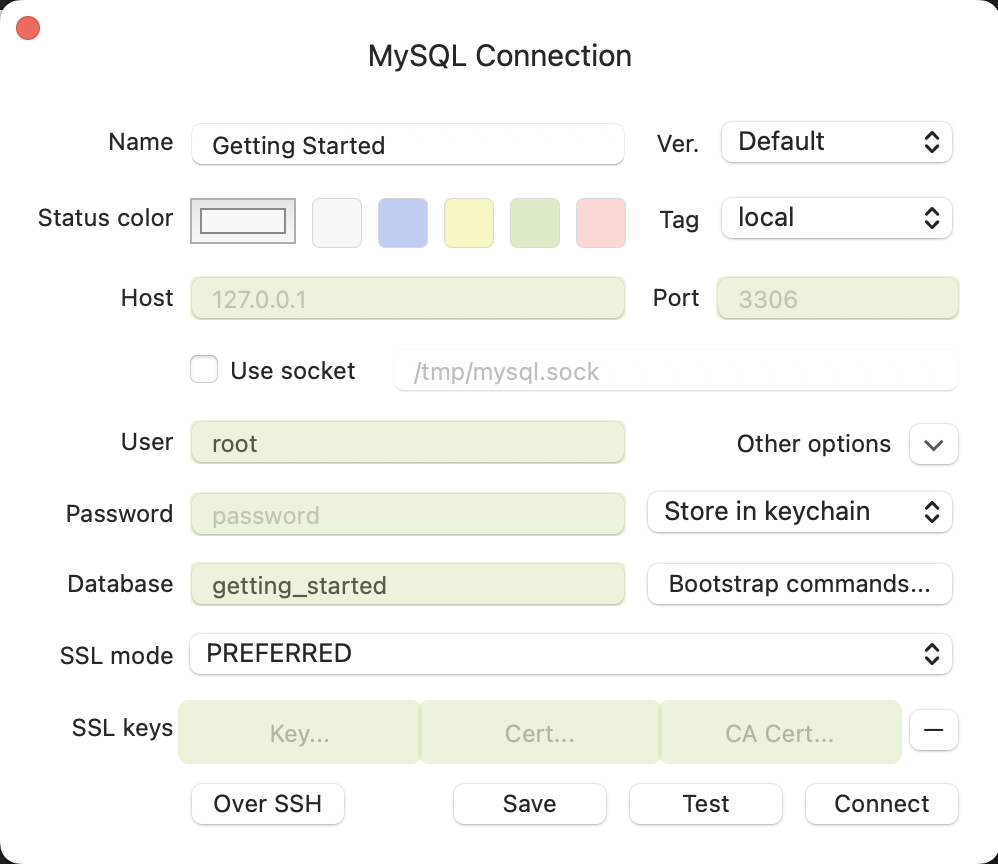 MySQL Connection
Name Getting Started Ver. Default
Status color Tag local
Host 127.0.0.1 Port 3306
Use socket /tmp/mysql.sock
User root Other options
Password password Store in keychain
Database getting_started Bootstrap commands...
SSL mode PREFERRED
SSL keys Key... Cert... CA Cert...
Over SSH Save Test Connect